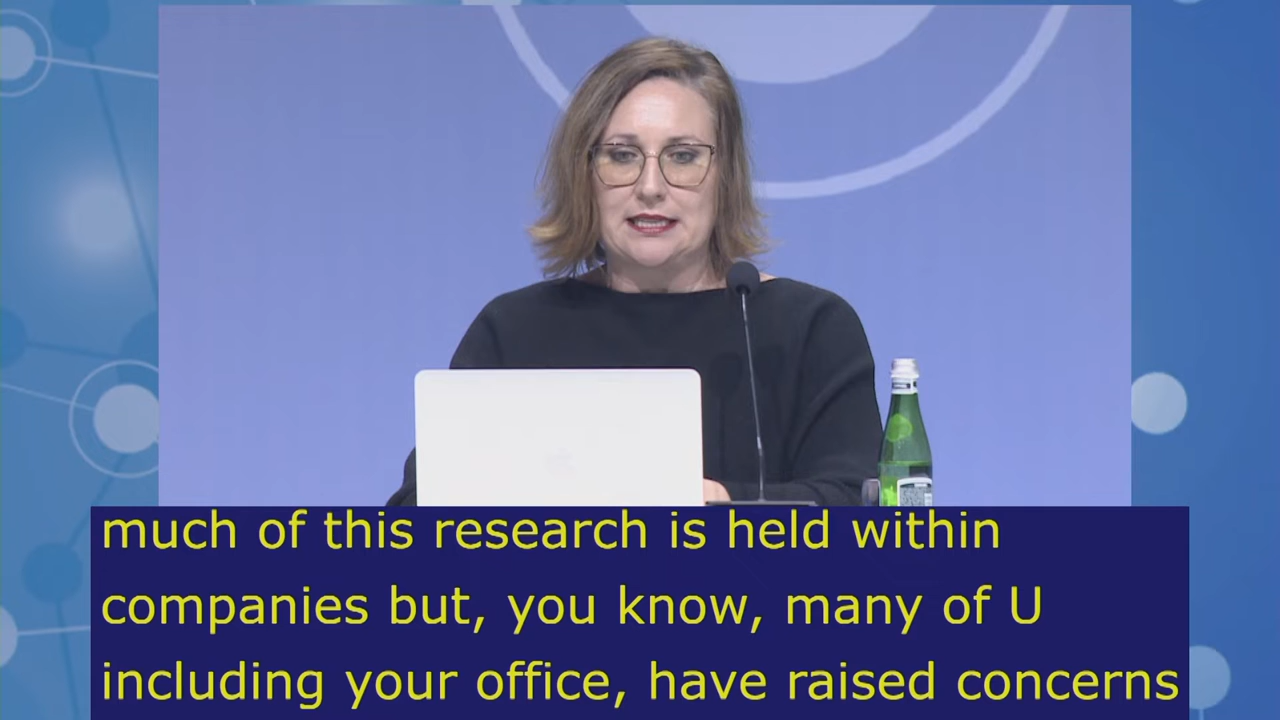 much of this research is held within
companies but, you know, many of U
including your office, have raised concerns